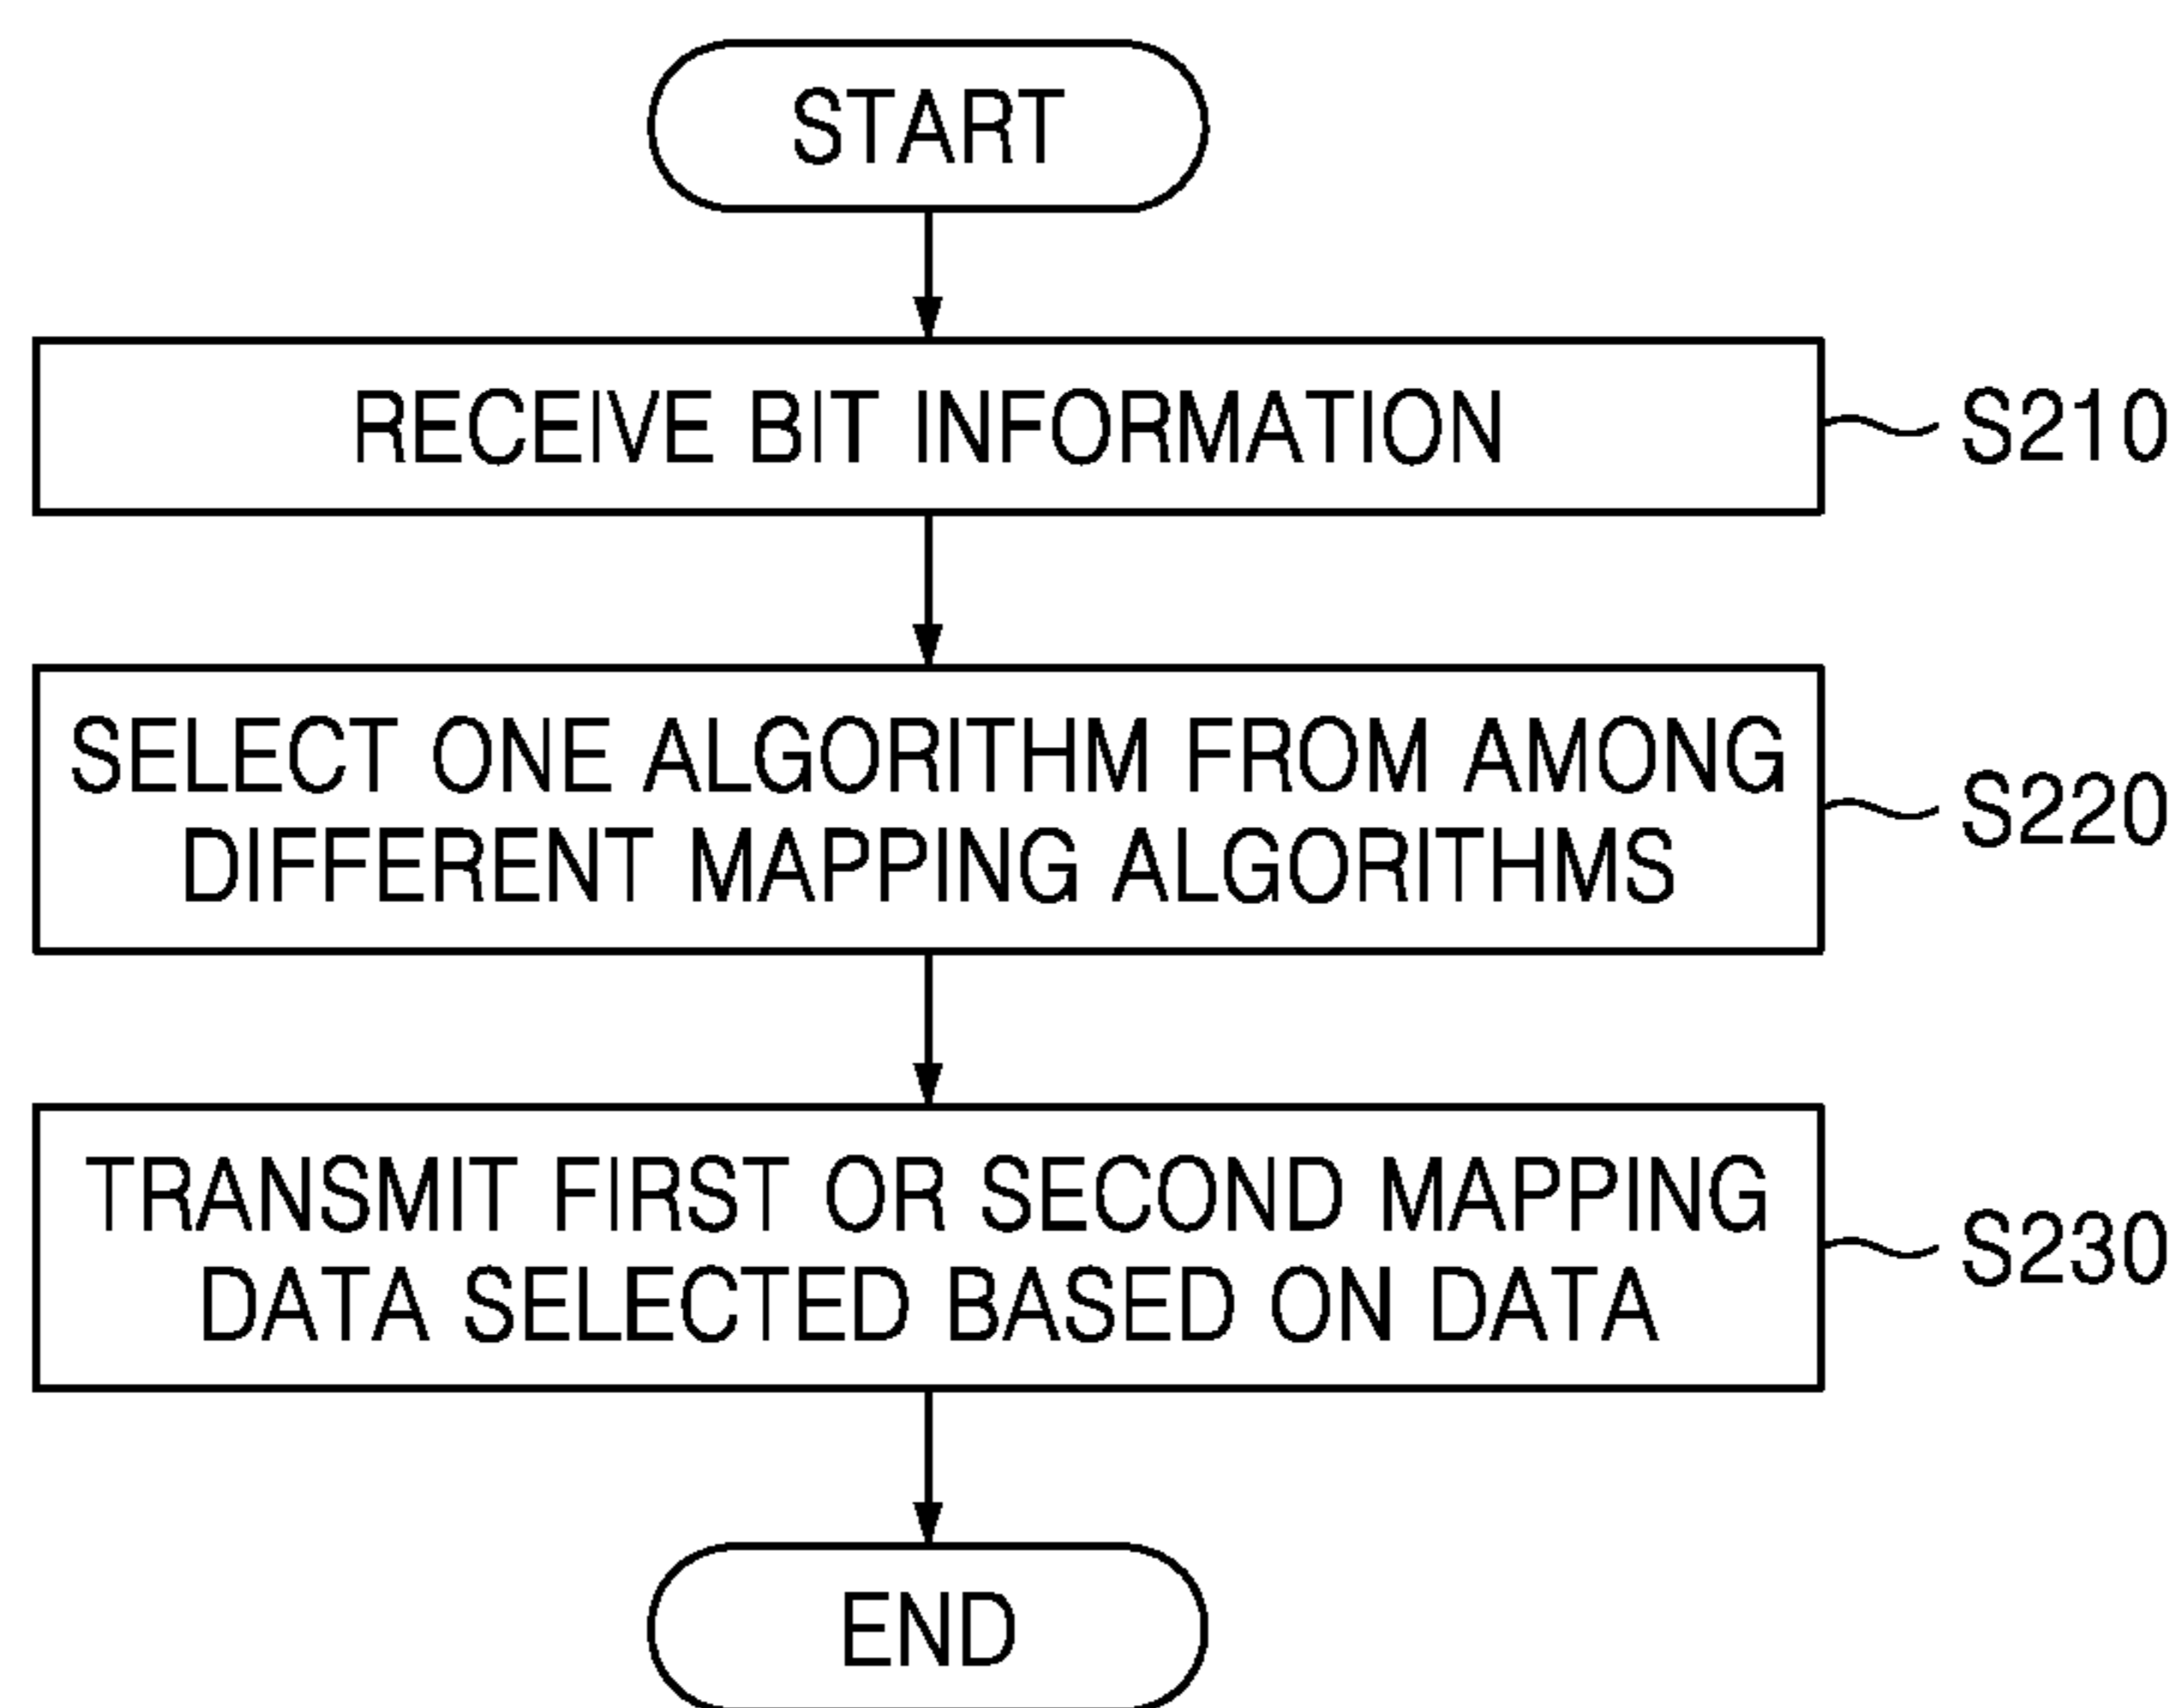 START
RECEIVE BIT INFORMATION
S210
SELECT ONE ALGORITHM FROM AMONG
DIFFERENT MAPPING ALGORITHMS
S220
TRANSMIT FIRST OR SECOND MAPPING
DATA SELECTED BASED ON DATA
S230
END